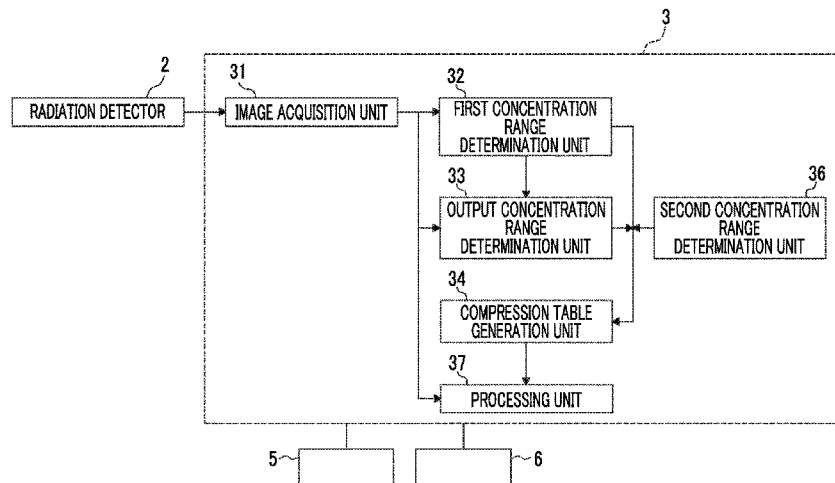 3
2
RADIATION DETECTOR
31
IMAGE ACQUISITION UNIT
32
FIRST CONCENTRATION
RANGE
DETERMINATION UNIT
33
OUTPUT CONCENTRATION
RANGE
DETERMINATION UNIT
36
SECOND CONCENTRATION
RANGE
DETERMINATION UNIT
34
COMPRESSION TABLE
GENERATION UNIT
37
PROCESSING UNIT
5
6